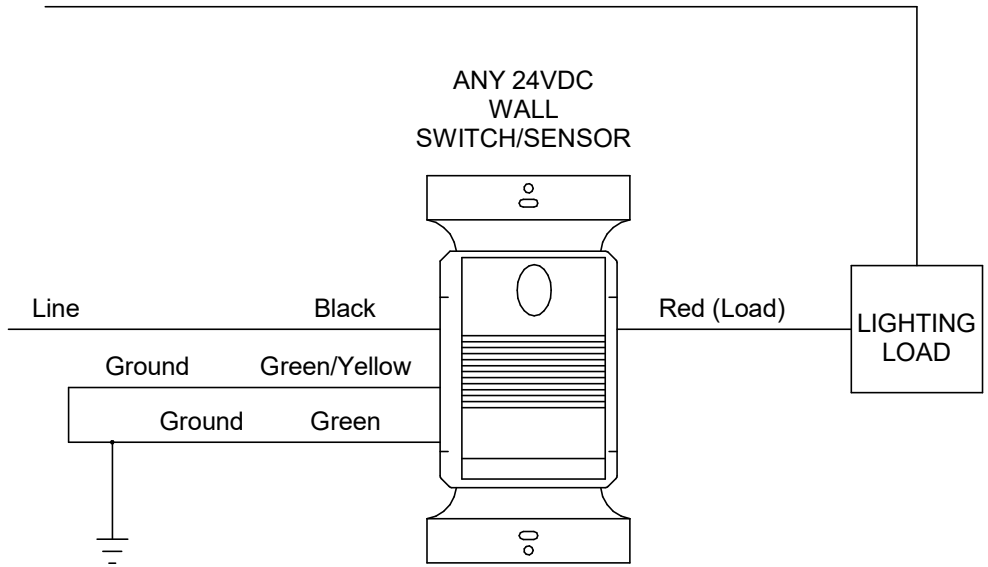 ANY 24VDC
WALL
SWITCH/SENSOR
Line
Black
Red (Load)
LIGHTING
LOAD
Ground
Green/Yellow
Ground
Green